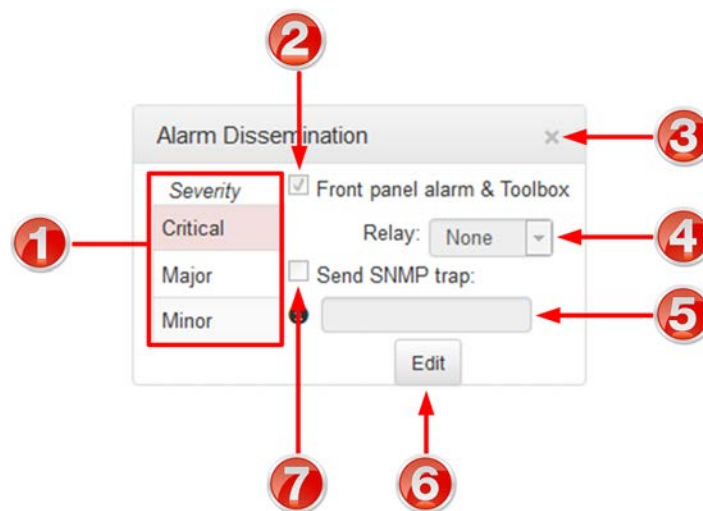 2
Alarm Dissemination × 3
Severity
Front panel alarm & Toolbox
1
Critical
Relay: None 4
Major
Send SNMP trap:
Minor
5
Edit
7
6